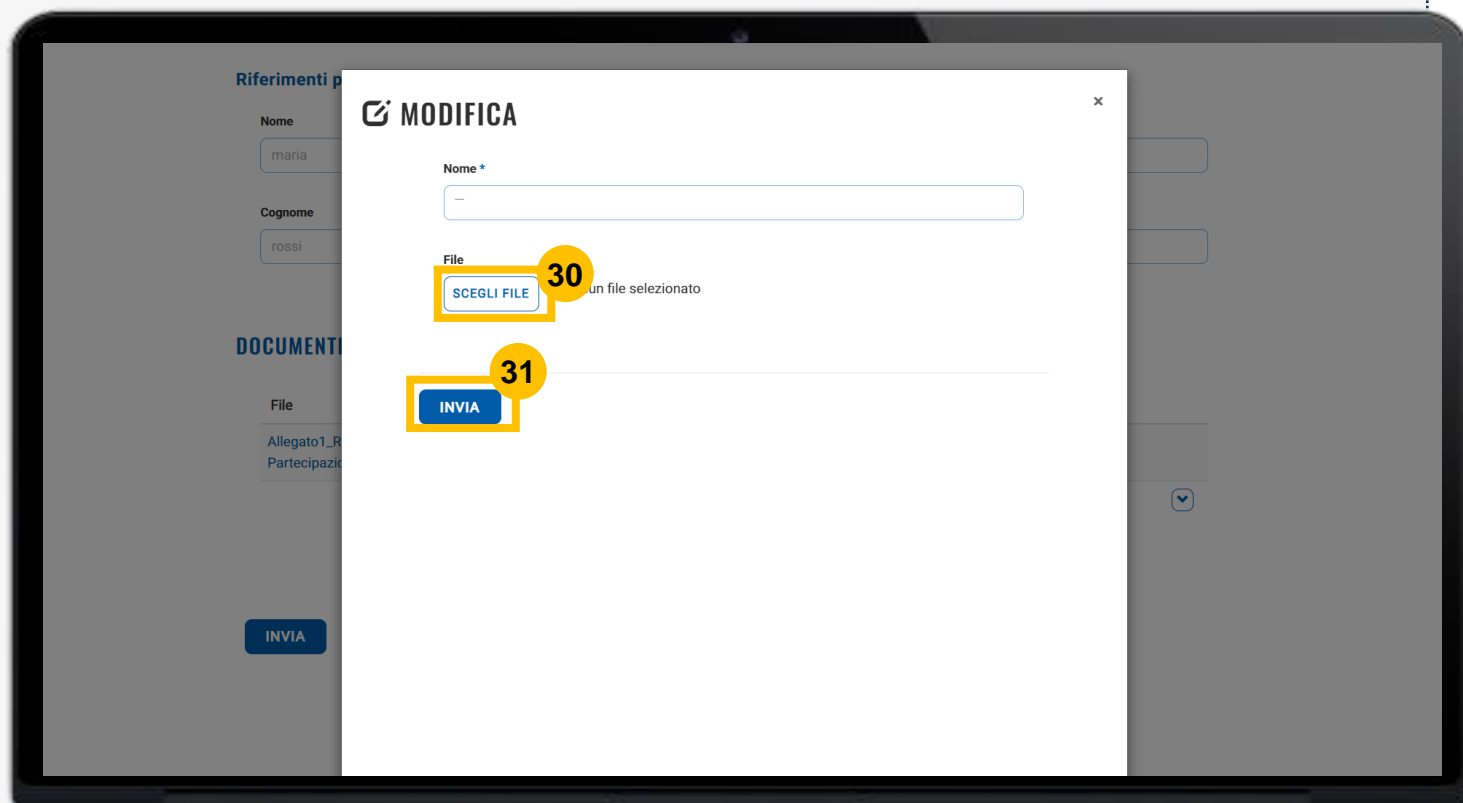 Riferimenti p
MODIFICA
×
Nome
maria
Nome *
—
Cognome
rossi
File
30
SCEGLI FILE
un file selezionato
DOCUMENTI
31
File
INVIA
Allegato1_R
Partecipazio
INVIA